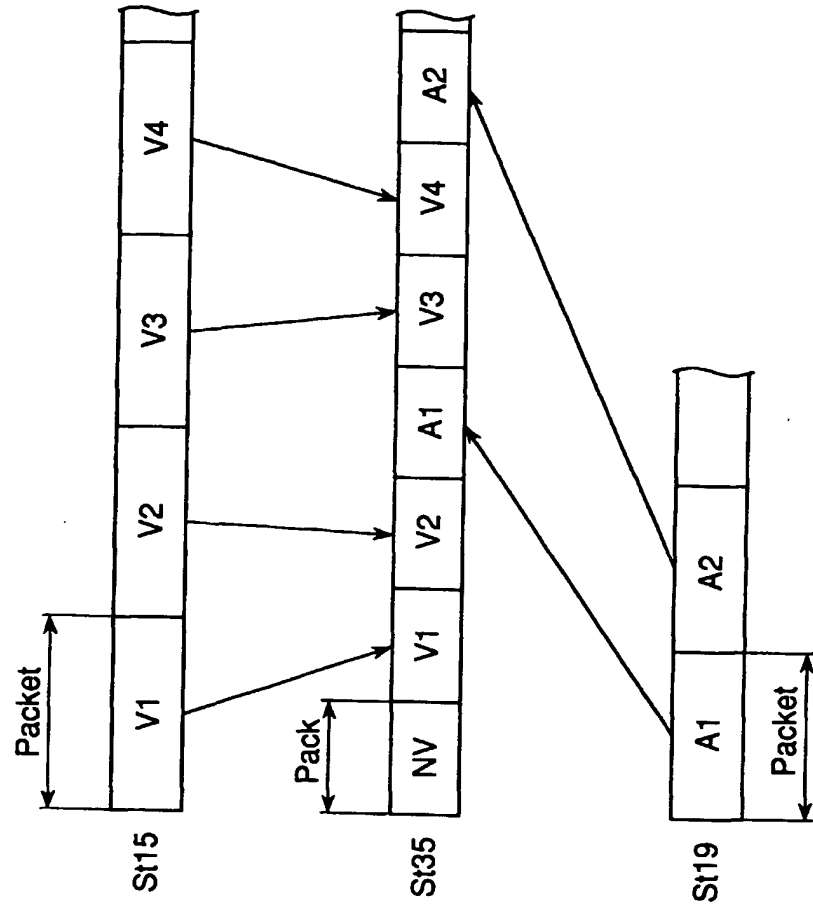 Packet
St15
V1
V2
V3
V4
Pack
St35
NV
V1
V2
A1
V3
V4
A2
St19
A1
A2
Packet